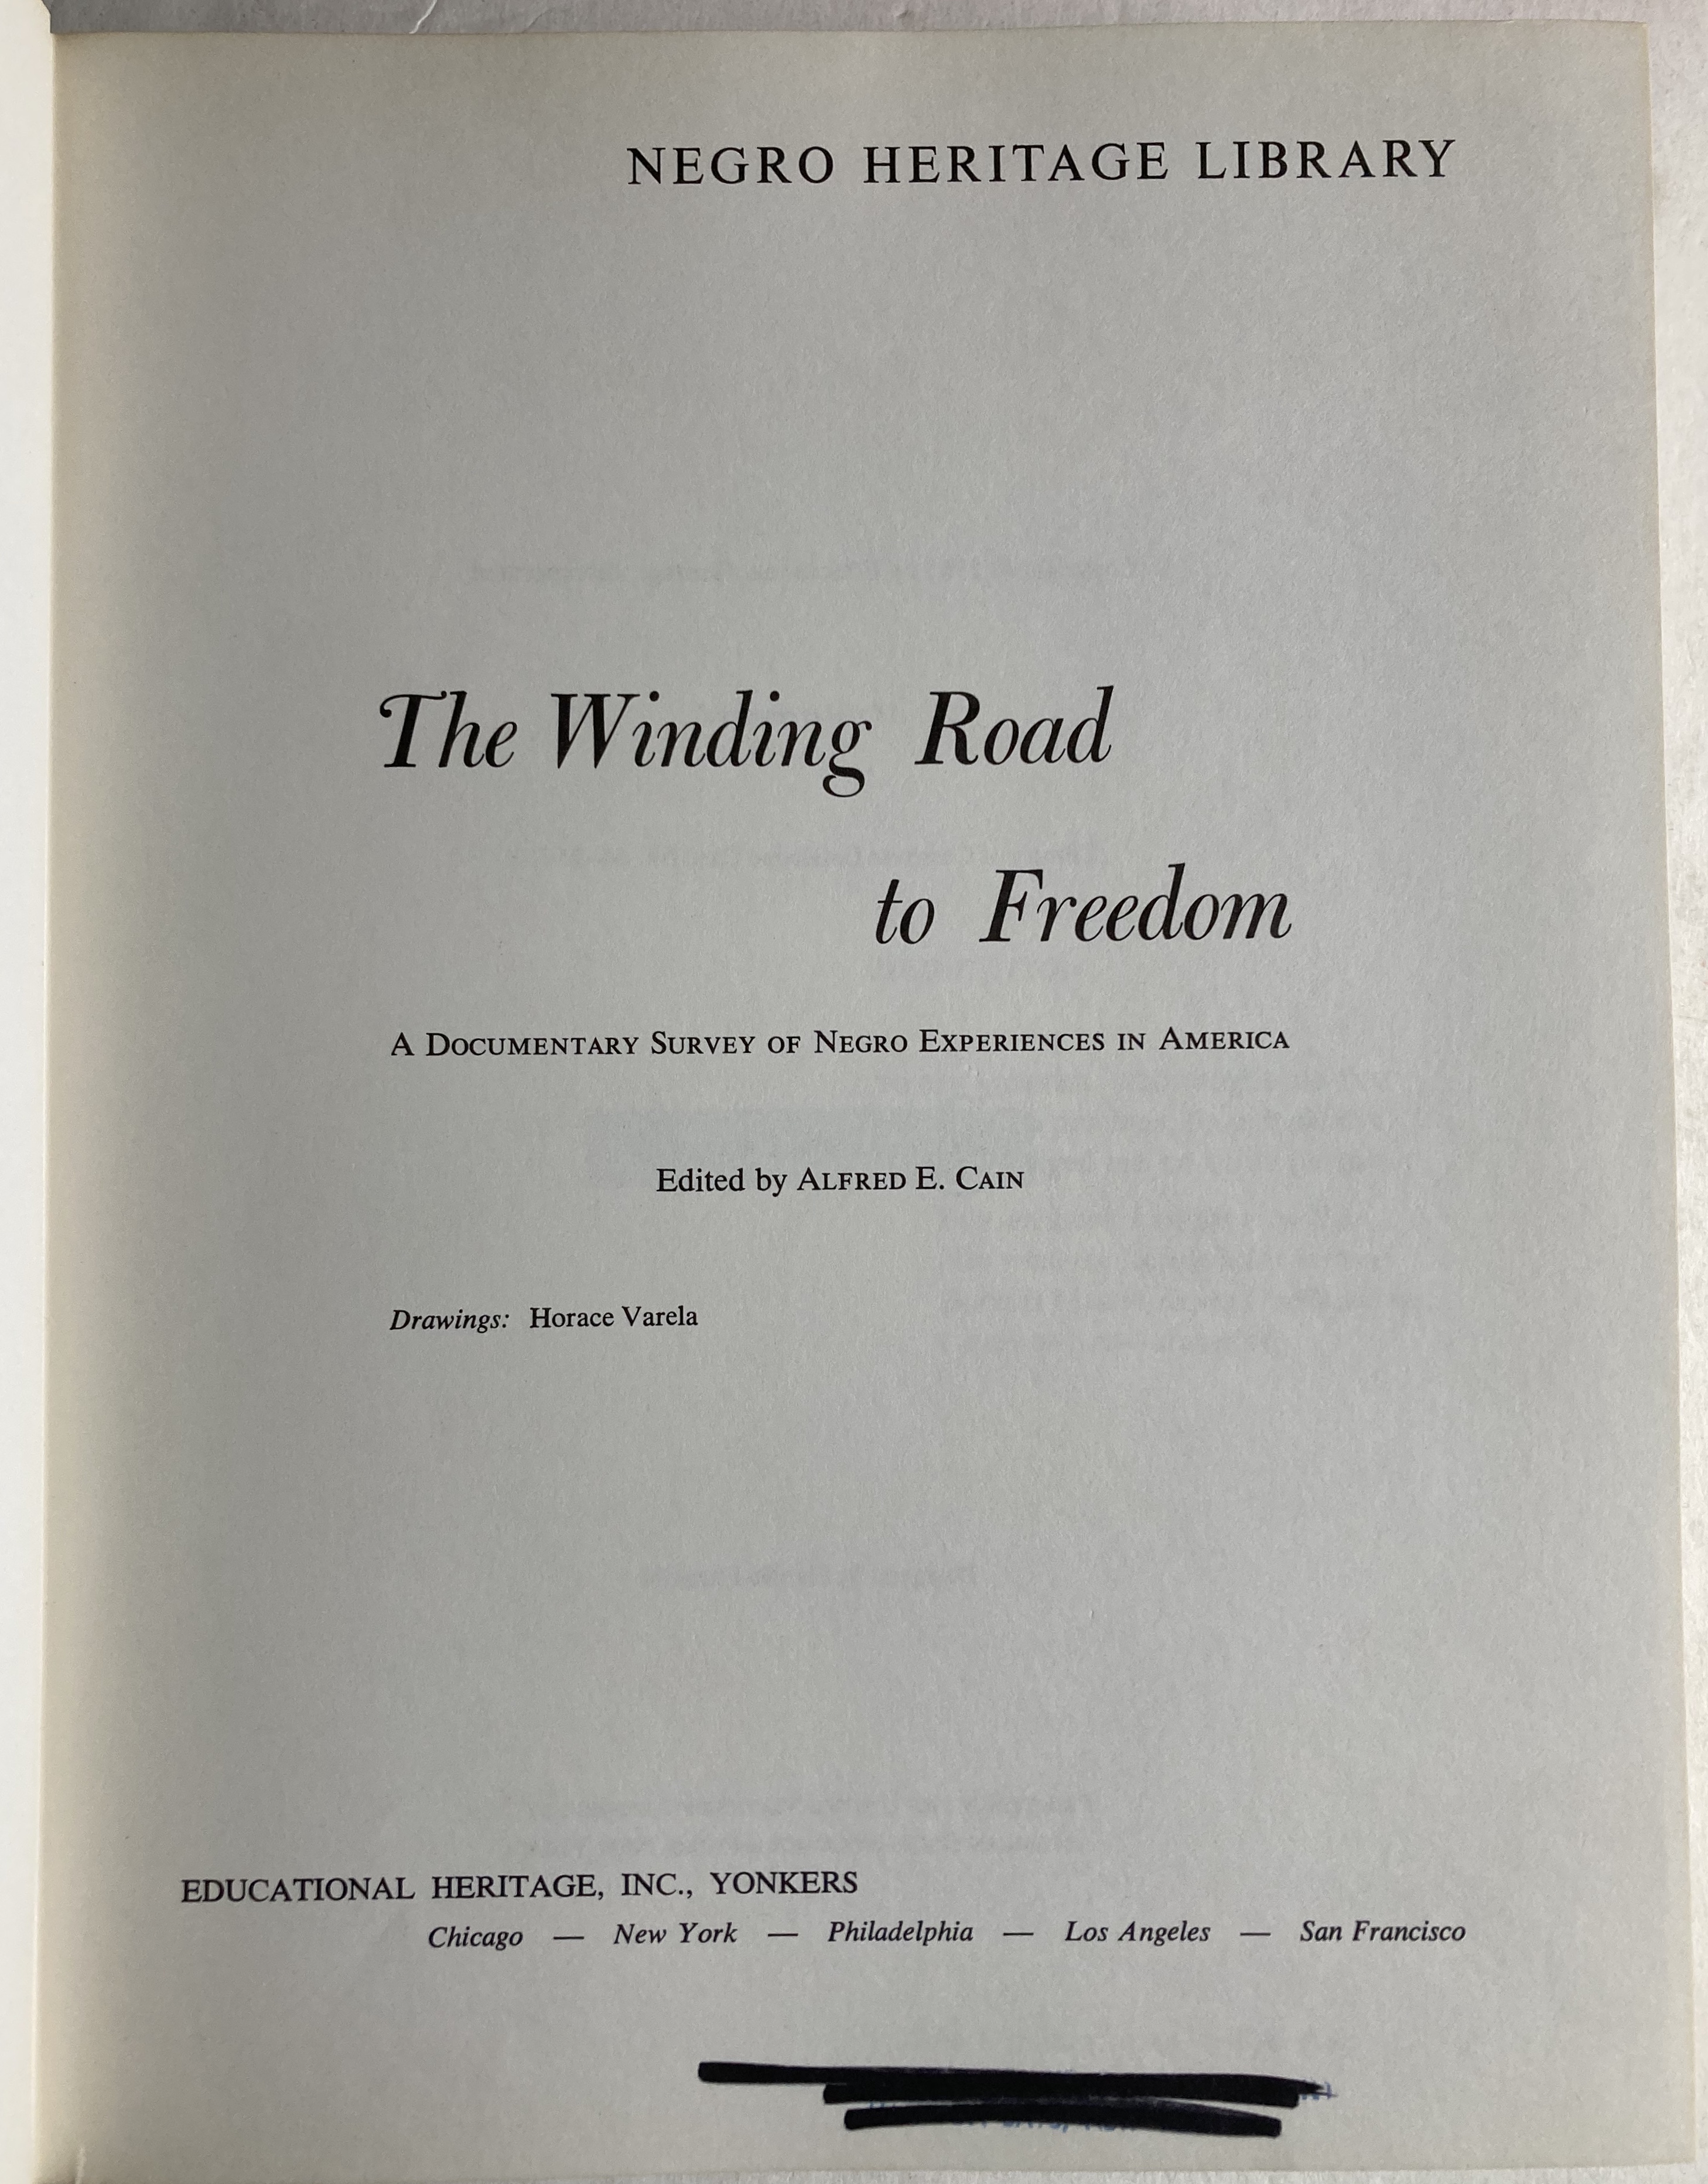 NEGRO HERITAGE LIBRARY
The Winding Road
to Freedom
A DOCUMENTARY SURVEY OF NEGRO EXPERIENCES IN AMERICA
Edited by ALFRED E. CAIN
Drawings: Horace Varela
EDUCATIONAL HERITAGE, INC., YONKERS
Chicago — New York — Philadelphia — Los Angeles — San Francisco